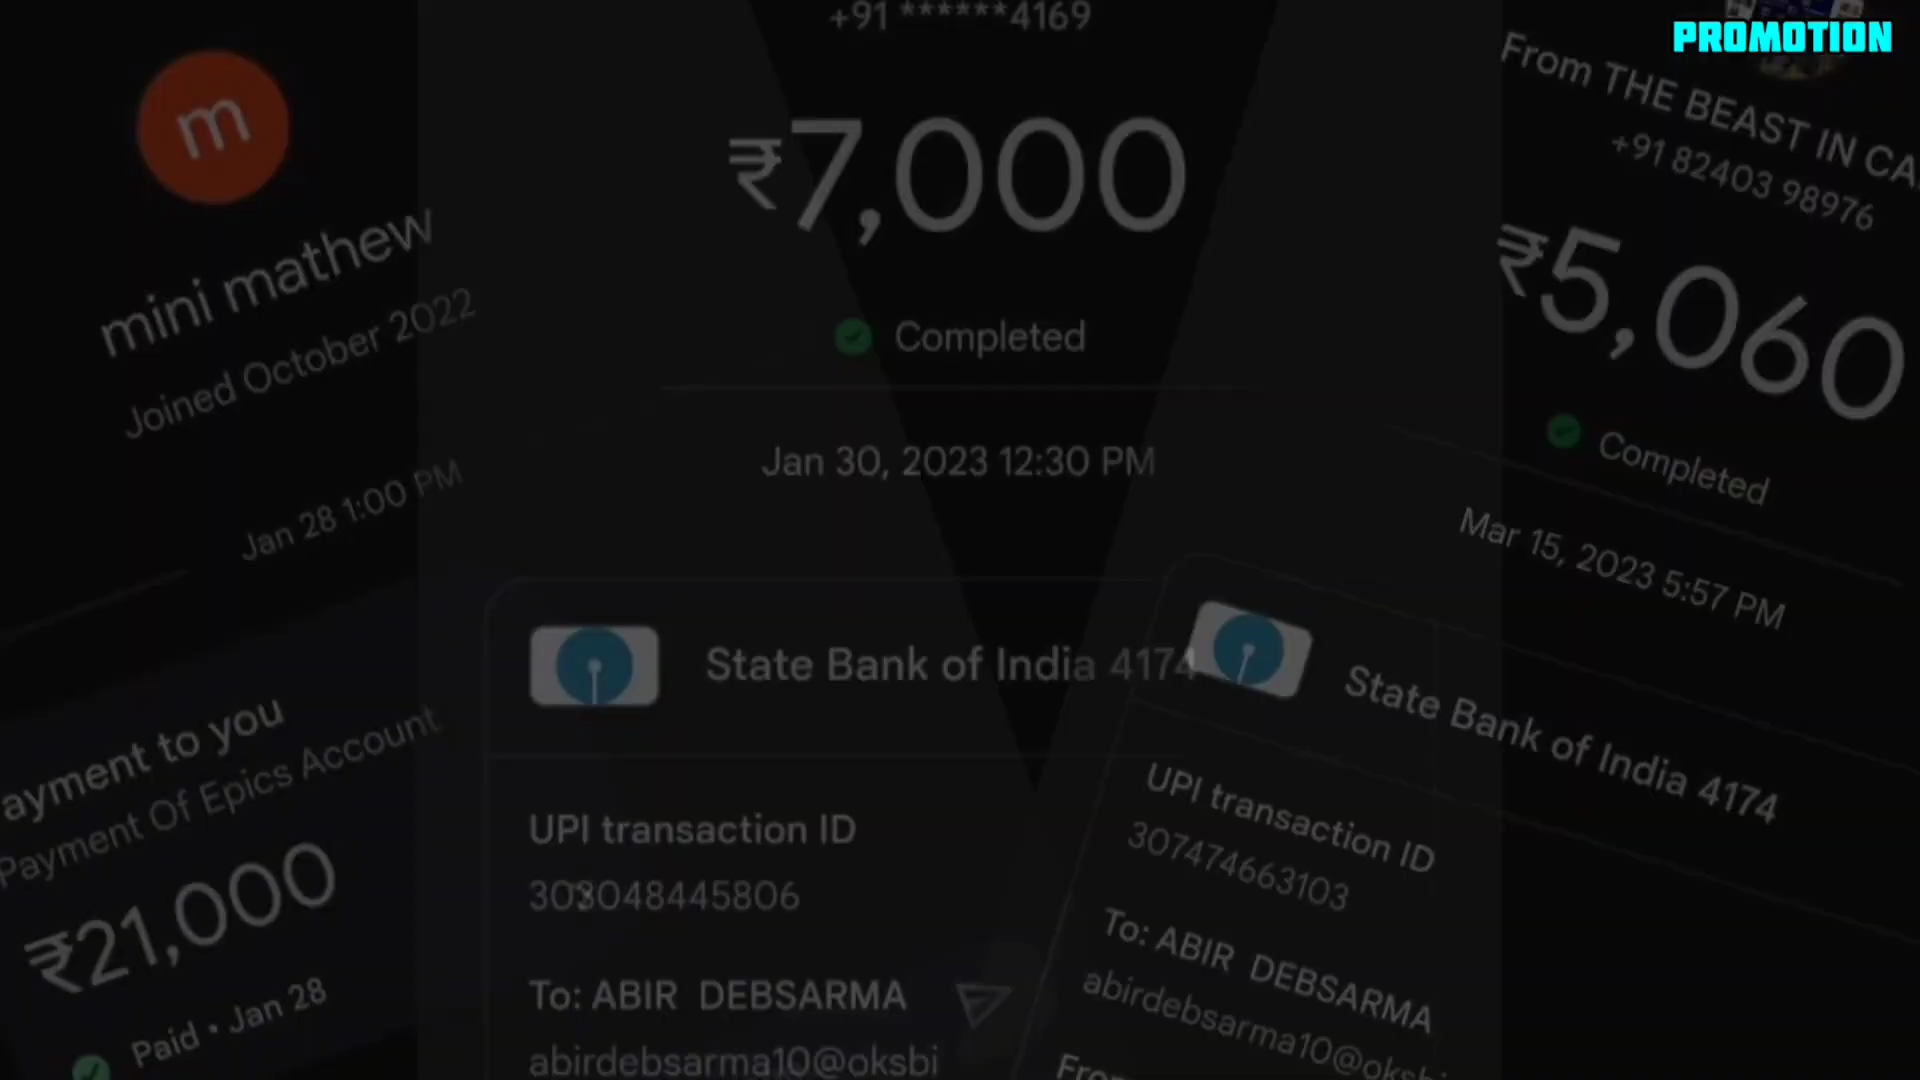 PROMOTION
m
mini mathew
Joined October 2022
Jan 28 1:00 PM
ayment to you
Payment Of Epics Account
₹21,000
Paid • Jan 28
+91 ******4169
₹7,000
Completed
Jan 30, 2023 12:30 PM
State Bank of India 4174
UPI transaction ID
303048445806
To: ABIR DEBSARMA
abirdebsarma10@oksbi
From THE BEAST IN CA
+91 82403 98976
₹5,060
Completed
Mar 15, 2023 5:57 PM
State Bank of India 4174
UPI transaction ID
307474663103
To: ABIR DEBSARMA
abirdebsarma10@oksbi
From